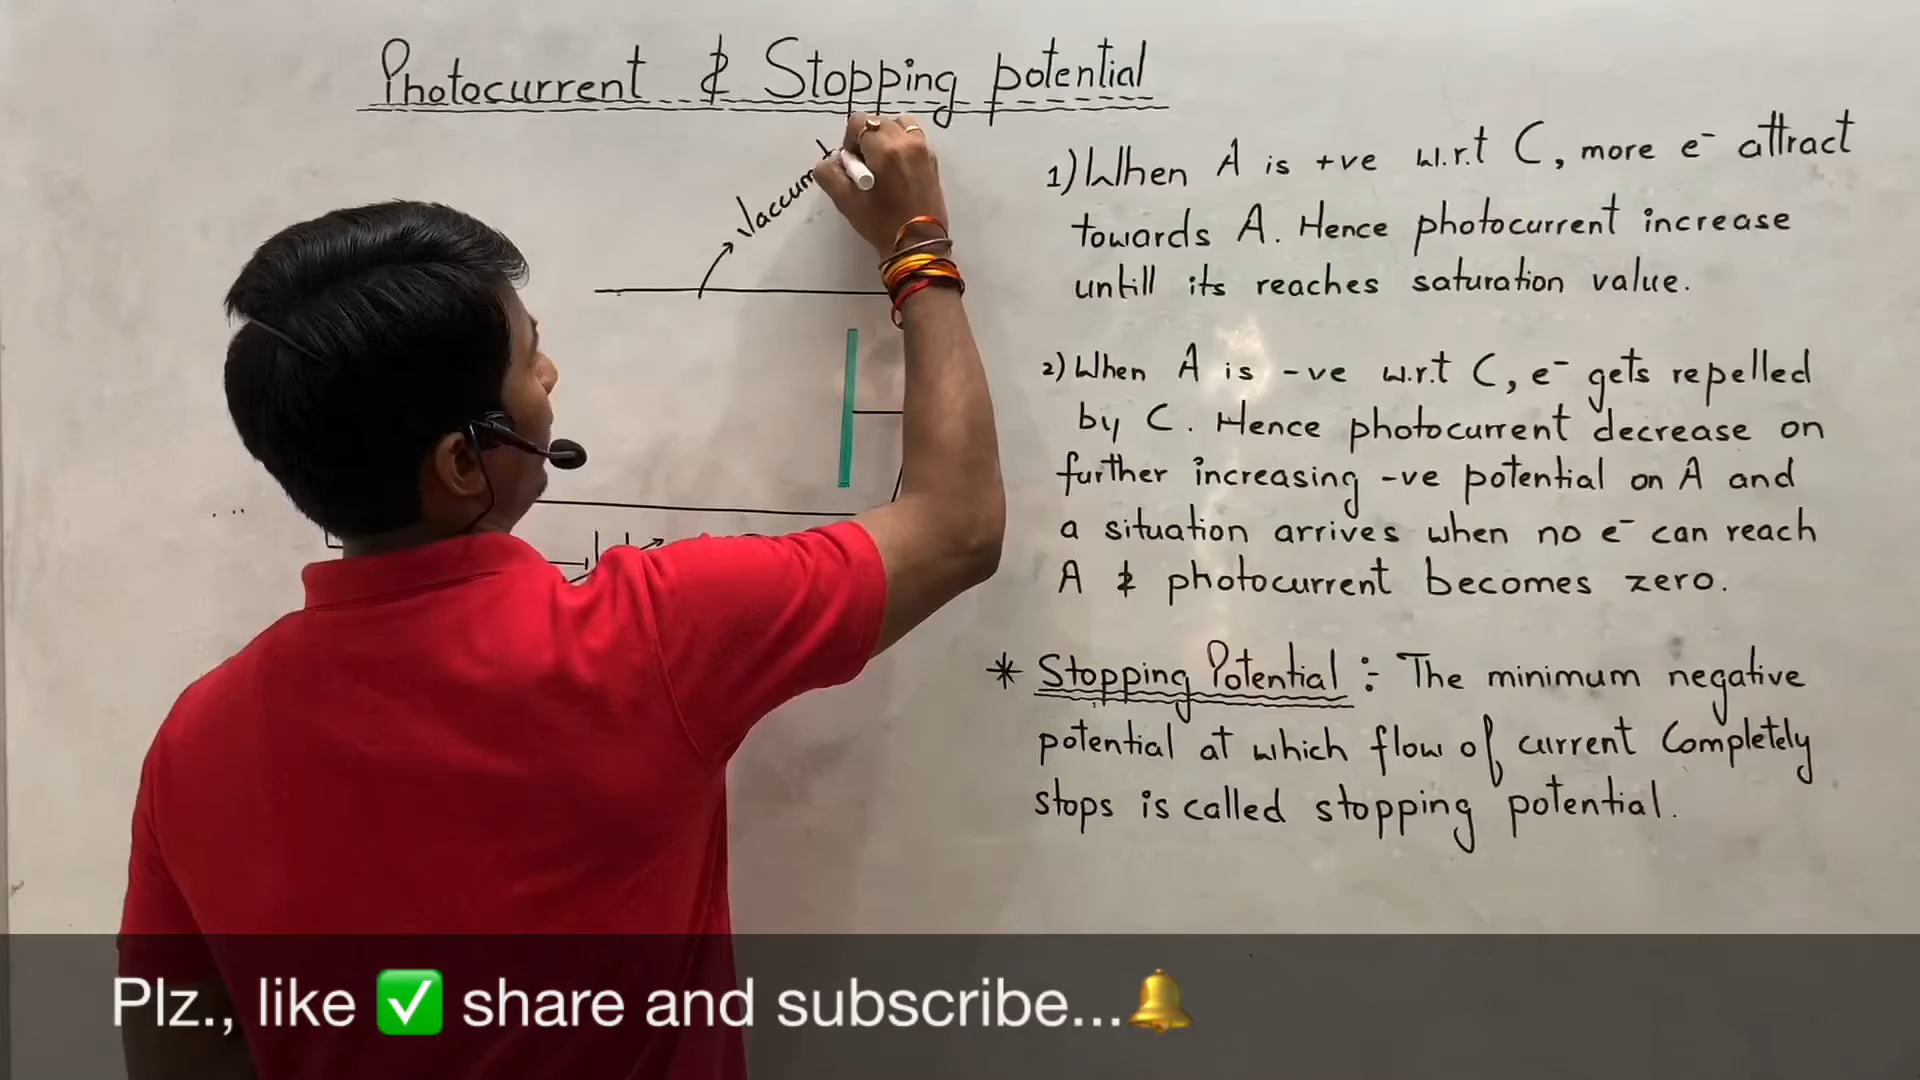 Photocurrent & Stopping potential
Vaccum
1) When A is +ve w.r.t C, more e⁻ attract
towards A. Hence photocurrent increase
untill its reaches saturation value.
2) When A is -ve w.r.t C, e⁻ gets repelled
by C. Hence photocurrent decrease on
further increasing -ve potential on A and
a situation arrives when no e⁻ can reach
A & photocurrent becomes zero.
* Stopping Potential :- The minimum negative
potential at which flow of current Completely
stops is called stopping potential.
Plz., like ✅ share and subscribe...🔔